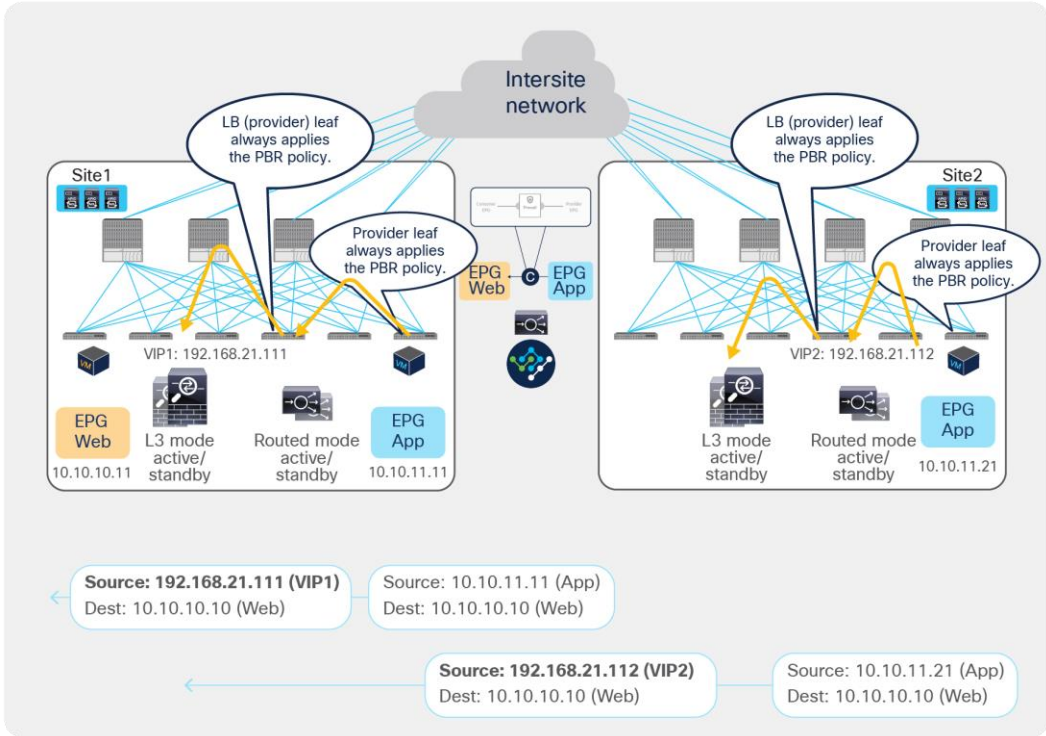 Intersite
network
LB (provider) leaf
always applies
the PBR policy.
LB (provider) leaf
always applies
the PBR policy.
Site1
Site2
Provider leaf
always applies
the PBR policy.
Provider leaf
always applies
the PBR policy.
EPG
Web
C
EPG
App
VIP1: 192.168.21.111
VIP2: 192.168.21.112
VM
VM
VM
EPG
Web
10.10.10.11
L3 mode
active/
standby
Routed mode
active/
standby
EPG
App
10.10.11.11
L3 mode
active/
standby
Routed mode
active/
standby
EPG
App
10.10.11.21
Source: 192.168.21.111 (VIP1)
Dest: 10.10.10.10 (Web)
Source: 10.10.11.11 (App)
Dest: 10.10.10.10 (Web)
Source: 192.168.21.112 (VIP2)
Dest: 10.10.10.10 (Web)
Source: 10.10.11.21 (App)
Dest: 10.10.10.10 (Web)